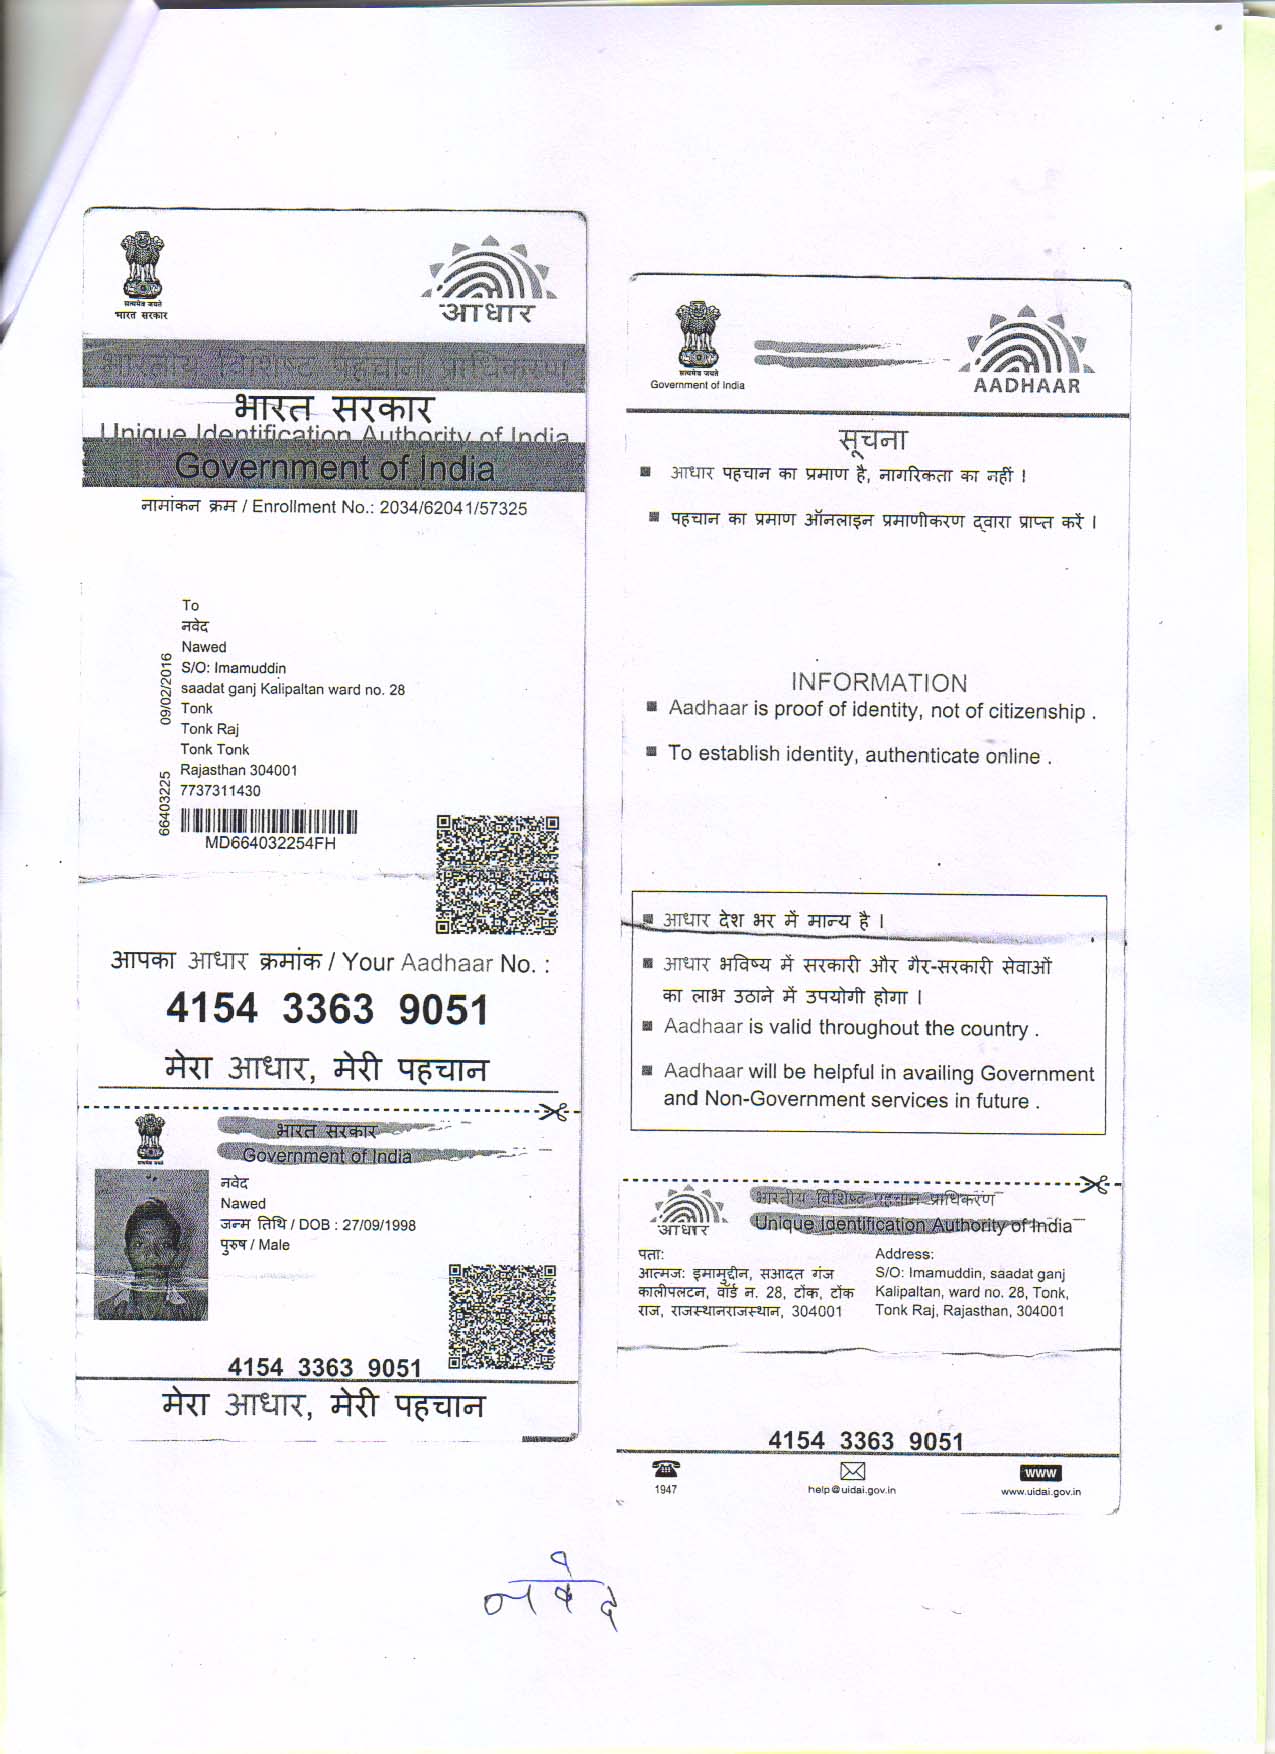 सत्यमेव जयते
भारत सरकार
आधार
भारतीय विशिष्ट पहचान प्राधिकरण
भारत सरकार
Unique Identification Authority of India
Government of India
नामांकन क्रम / Enrollment No.: 2034/62041/57325
To
नवेद
Nawed
S/O: Imamuddin
saadat ganj Kalipaltan ward no. 28
Tonk
Tonk Raj
Tonk Tonk
Rajasthan 304001
7737311430
09/02/2016
66403225
MD664032254FH
आपका आधार क्रमांक / Your Aadhaar No. :
4154 3363 9051
मेरा आधार, मेरी पहचान
भारत सरकार
Government of India
नवेद
Nawed
जन्म तिथि / DOB : 27/09/1998
पुरुष / Male
4154 3363 9051
मेरा आधार, मेरी पहचान
सत्यमेव जयते
Government of India
AADHAAR
सूचना
आधार पहचान का प्रमाण है, नागरिकता का नहीं ।
पहचान का प्रमाण ऑनलाइन प्रमाणीकरण द्वारा प्राप्त करें ।
INFORMATION
Aadhaar is proof of identity, not of citizenship .
To establish identity, authenticate online .
आधार देश भर में मान्य है ।
आधार भविष्य में सरकारी और गैर-सरकारी सेवाओं
का लाभ उठाने में उपयोगी होगा ।
Aadhaar is valid throughout the country .
Aadhaar will be helpful in availing Government
and Non-Government services in future .
आधार
भारतीय विशिष्ट पहचान प्राधिकरण
Unique Identification Authority of India
पता:
आत्मज: इमामुद्दीन, सआदत गंज
कालीपलटन, वॉर्ड न. 28, टोंक, टोंक
राज, राजस्थानराजस्थान, 304001
Address:
S/O: Imamuddin, saadat ganj
Kalipaltan, ward no. 28, Tonk,
Tonk Raj, Rajasthan, 304001
4154 3363 9051
1947
help@uidai.gov.in
WWW
www.uidai.gov.in
नवेद